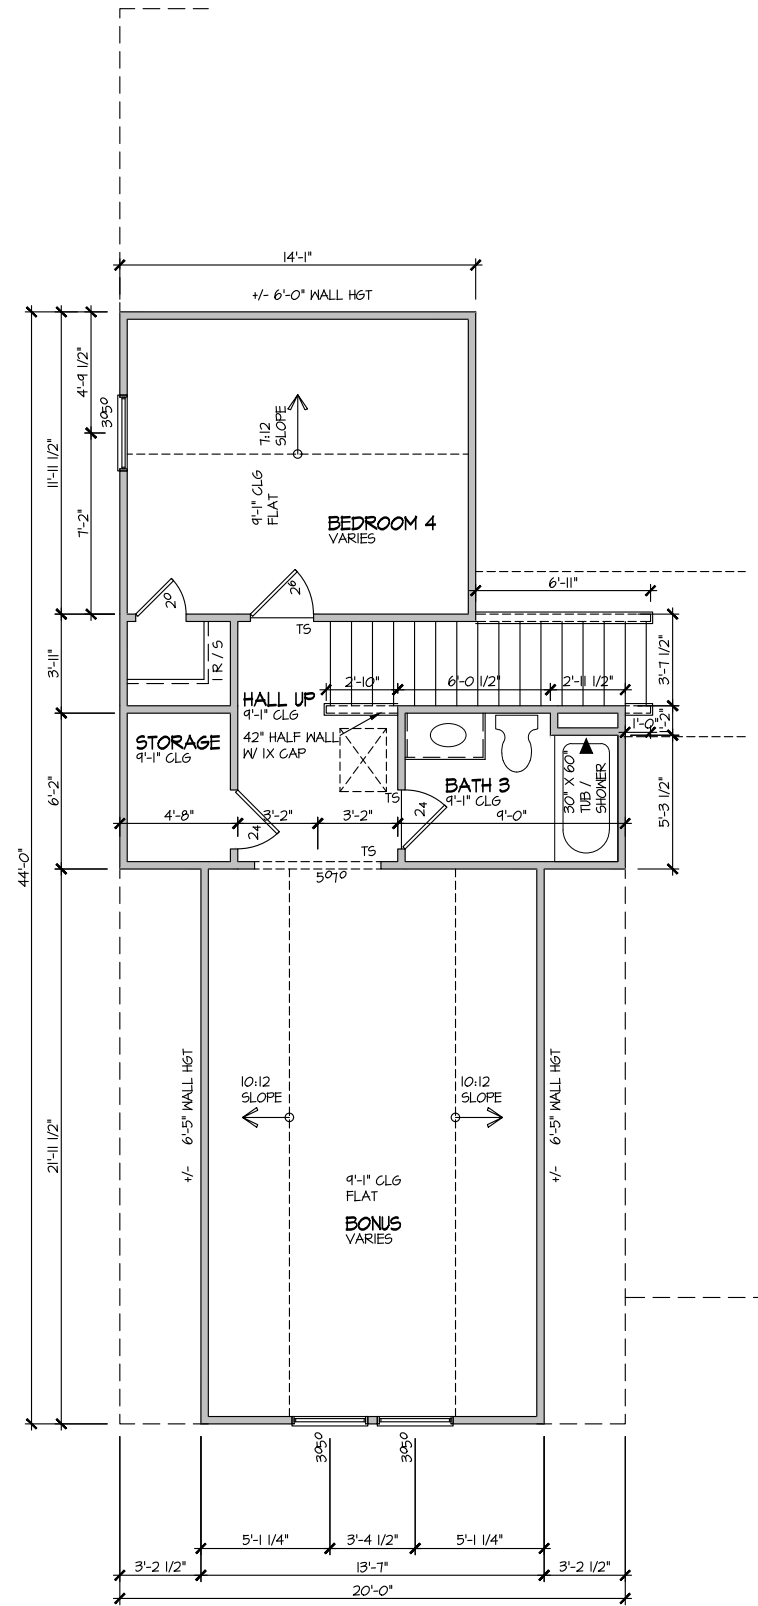 14'-1"
+/- 6'-0" WALL HGT
4'-9 1/2"
3050
7:12
SLOPE
11'-11 1/2"
9'-1" CLG
FLAT
7'-2"
BEDROOM 4
VARIES
6'-11"
20
26
TS
3'-11"
1 R / S
3'-7 1/2"
2'-10"
6'-0 1/2"
2'-11 1/2"
HALL UP
9'-1" CLG
1'-0"
1'-2"
42" HALF WALL
W/ 1X CAP
STORAGE
9'-1" CLG
6'-2"
BATH 3
9'-1" CLG
30" X 60"
TUB /
SHOWER
5'-3 1/2"
TS
24
4'-8"
3'-2"
3'-2"
9'-0"
24
TS
5070
44'-0"
+/- 6'-5" WALL HGT
10:12
SLOPE
10:12
SLOPE
+/- 6'-5" WALL HGT
21'-11 1/2"
9'-1" CLG
FLAT
BONUS
VARIES
3050
3050
5'-1 1/4"
3'-4 1/2"
5'-1 1/4"
3'-2 1/2"
13'-7"
3'-2 1/2"
20'-0"